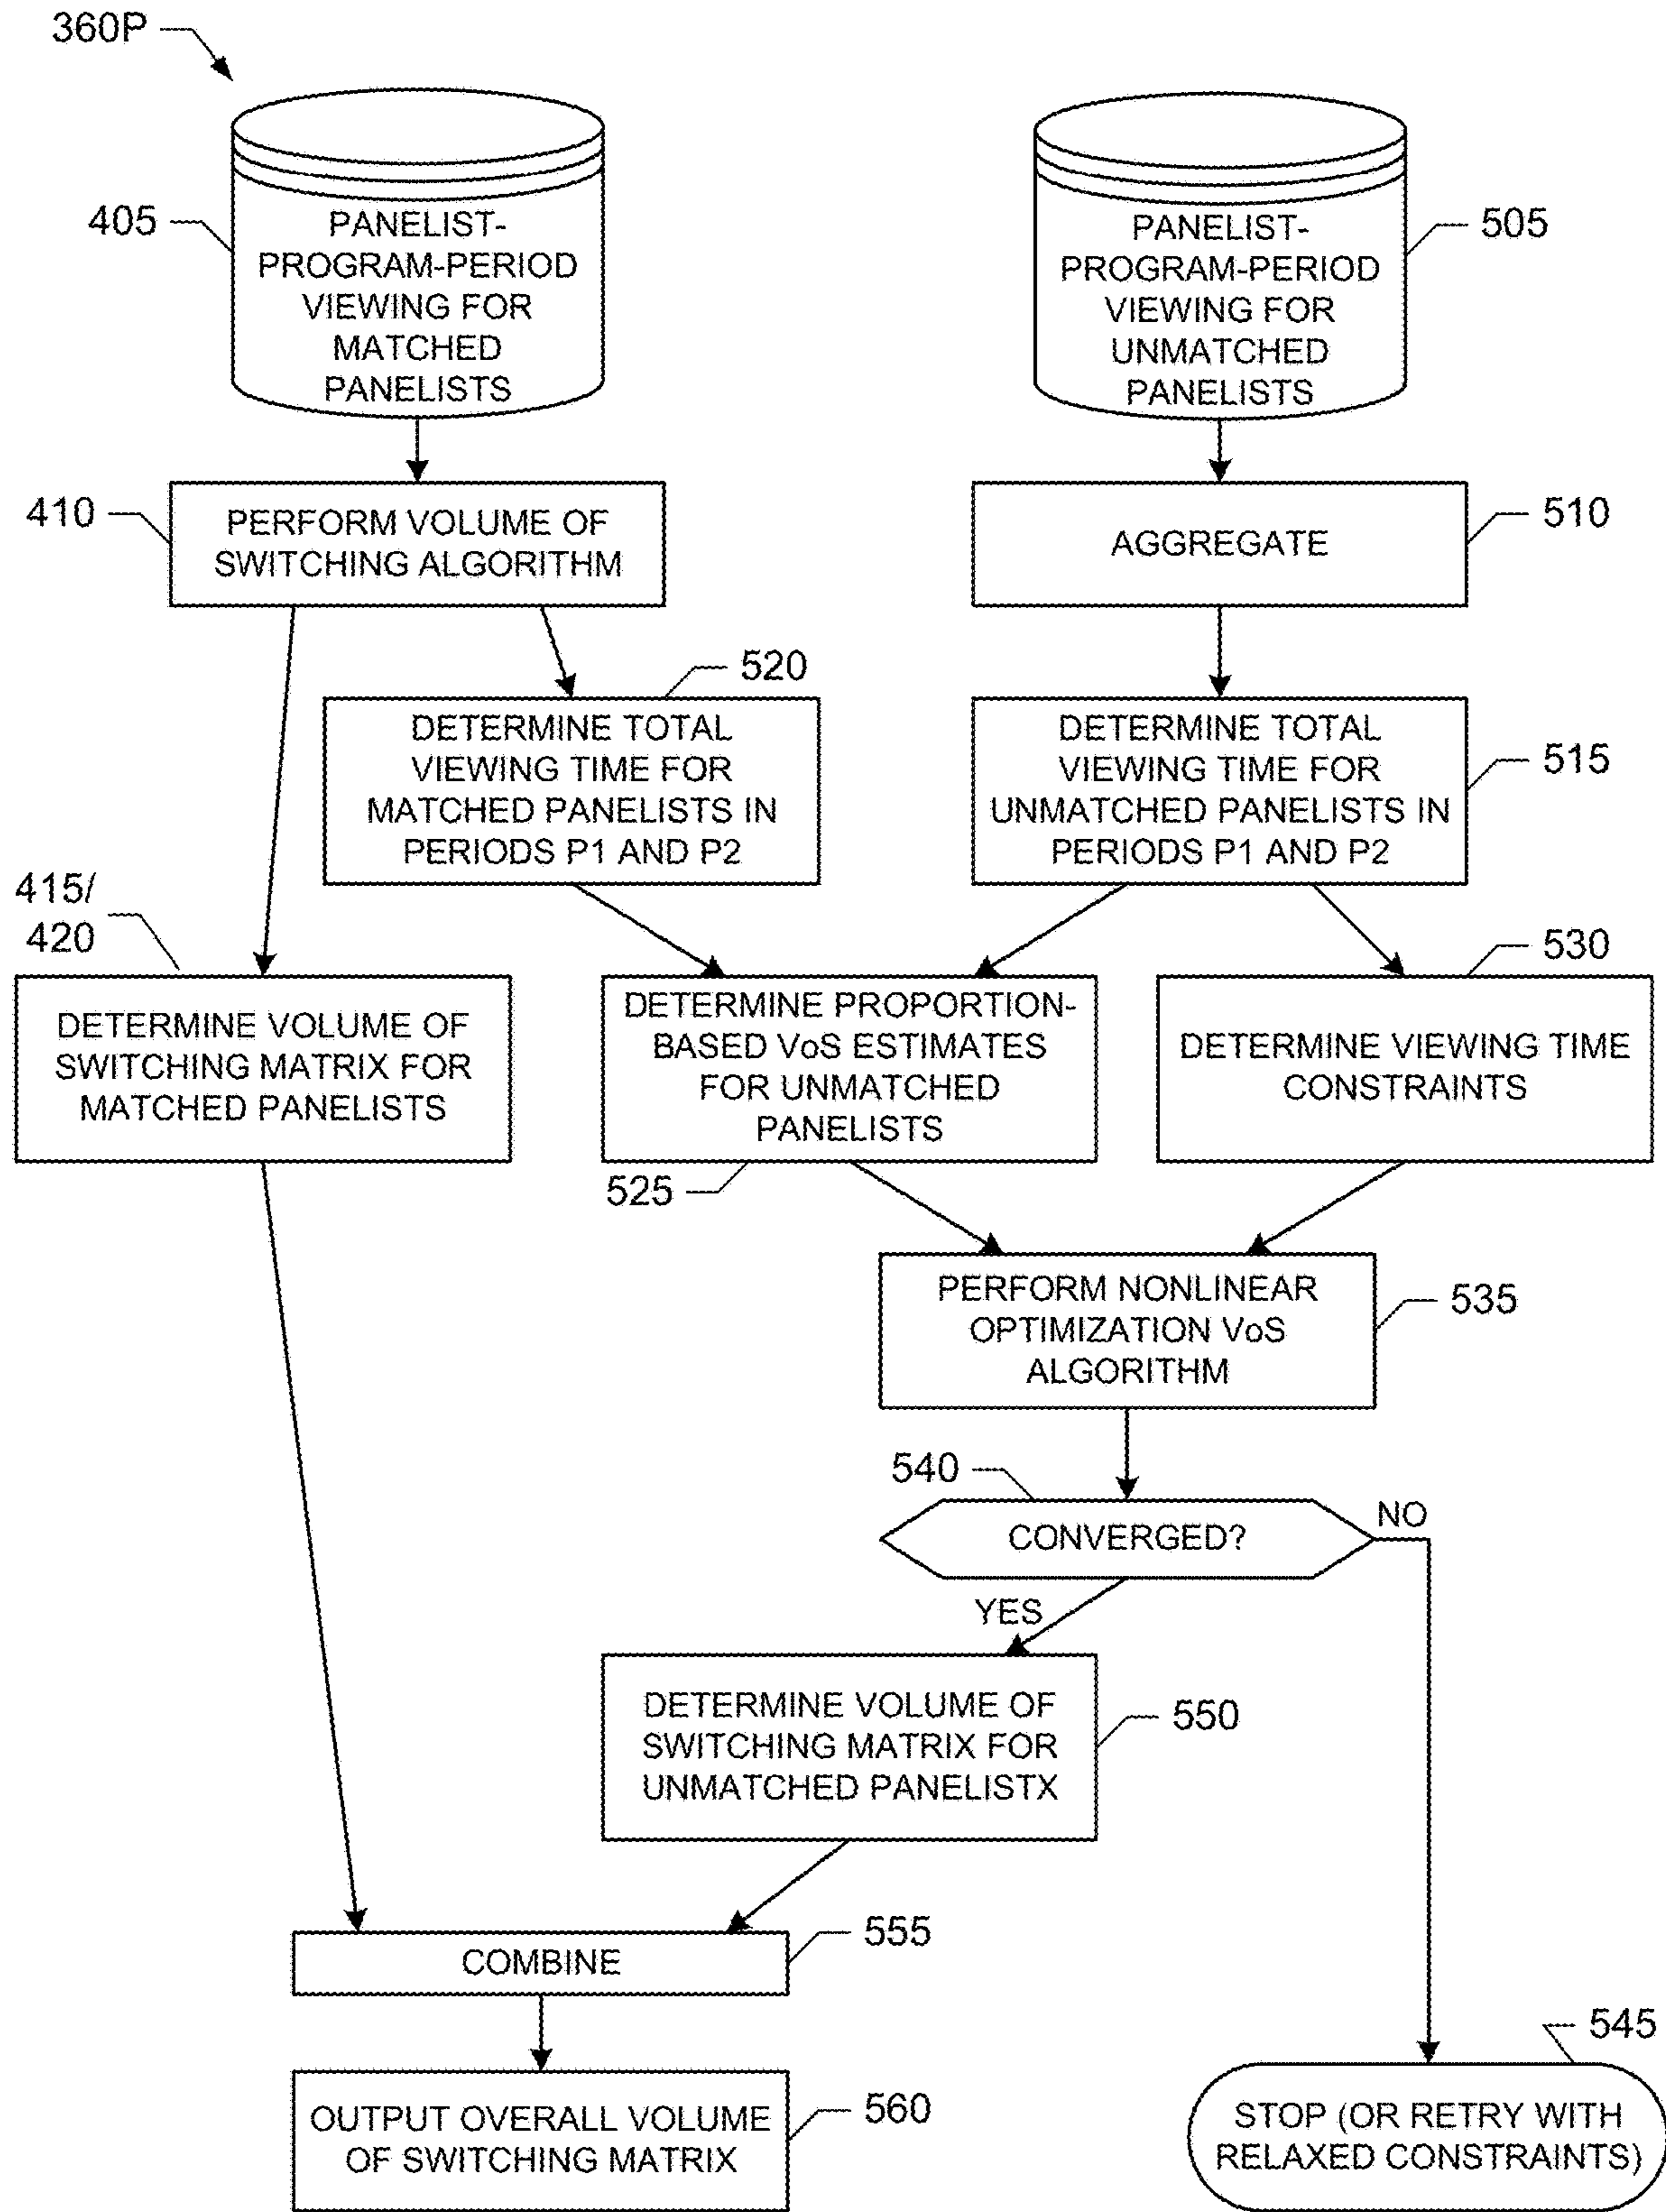 360P
405
PANELIST-
PROGRAM-PERIOD
VIEWING FOR
MATCHED
PANELISTS
505
PANELIST-
PROGRAM-PERIOD
VIEWING FOR
UNMATCHED
PANELISTS
410
PERFORM VOLUME OF
SWITCHING ALGORITHM
510
AGGREGATE
520
DETERMINE TOTAL
VIEWING TIME FOR
MATCHED PANELISTS IN
PERIODS P1 AND P2
515
DETERMINE TOTAL
VIEWING TIME FOR
UNMATCHED PANELISTS IN
PERIODS P1 AND P2
415/
420
DETERMINE VOLUME OF
SWITCHING MATRIX FOR
MATCHED PANELISTS
DETERMINE PROPORTION-
BASED VoS ESTIMATES
FOR UNMATCHED
PANELISTS
525
530
DETERMINE VIEWING TIME
CONSTRAINTS
PERFORM NONLINEAR
OPTIMIZATION VoS
ALGORITHM
535
540
CONVERGED?
NO
YES
DETERMINE VOLUME OF
SWITCHING MATRIX FOR
UNMATCHED PANELISTX
550
COMBINE
555
OUTPUT OVERALL VOLUME
OF SWITCHING MATRIX
560
545
STOP (OR RETRY WITH
RELAXED CONSTRAINTS)